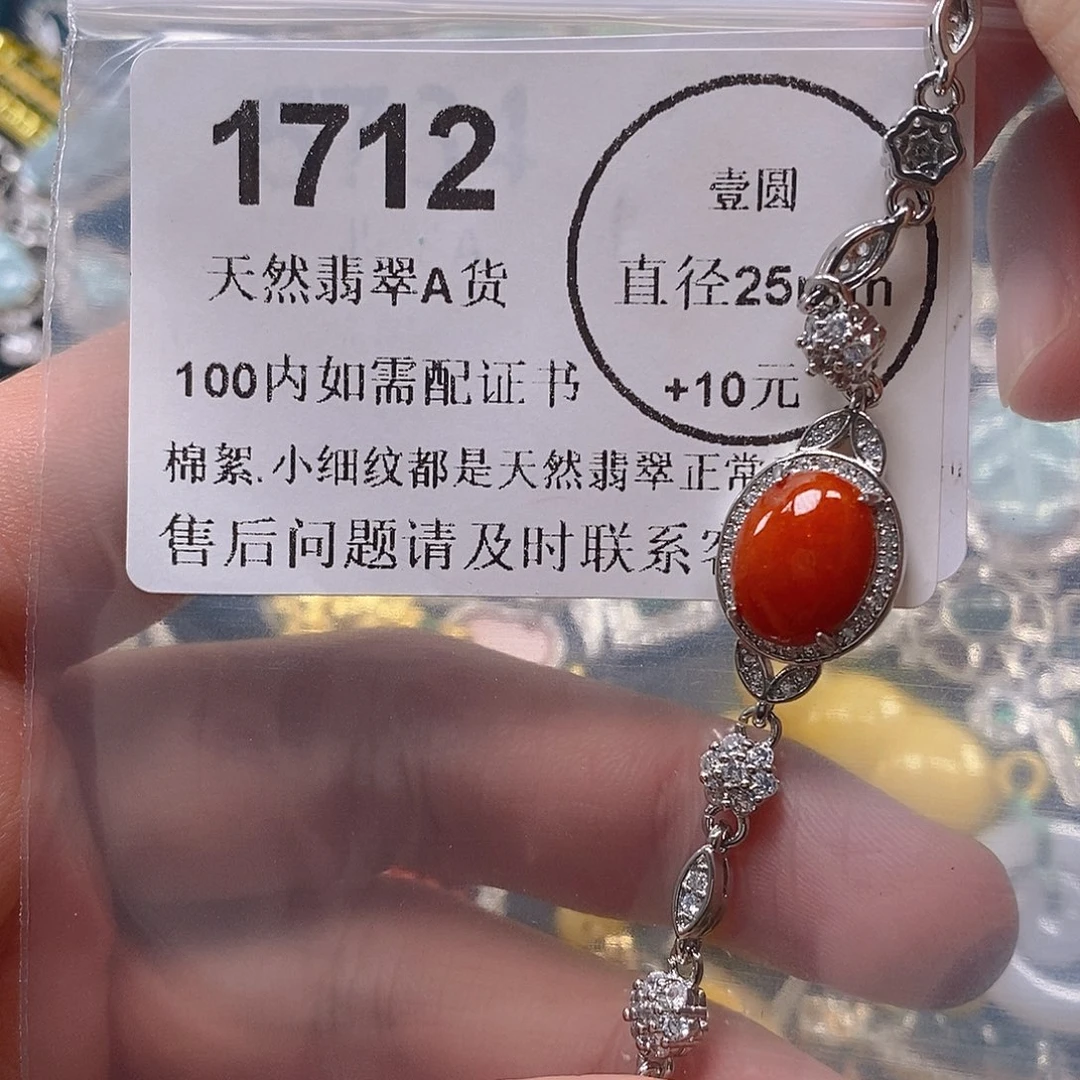 1712
天然翡翠A货
100内如需配证书
棉絮.小细纹都是天然翡翠正常
售后问题请及时联系
壹圆
直径25mm
+10元